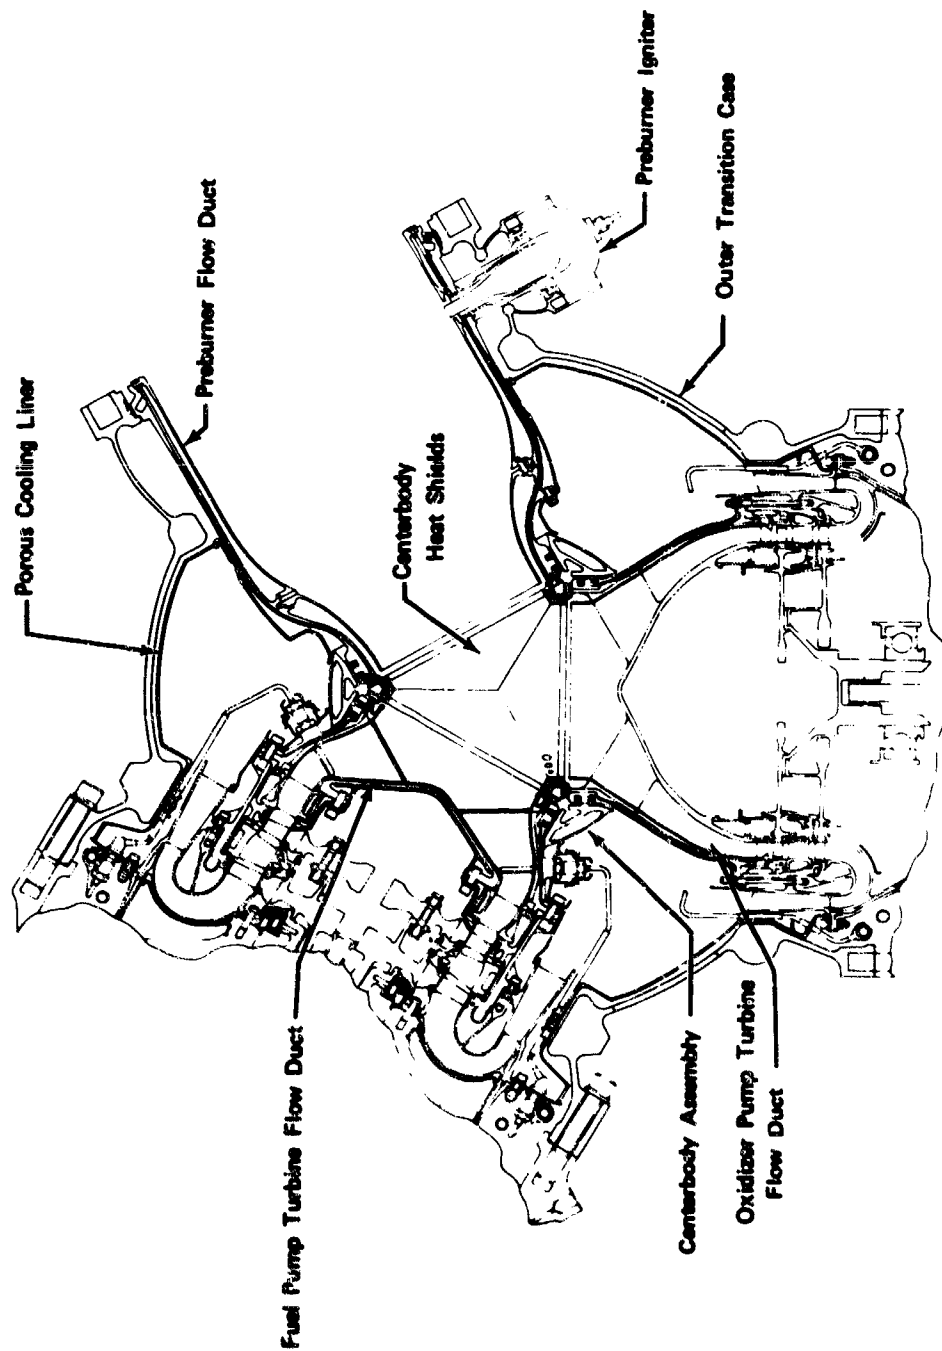 Porous Cooling Liner
Preburner Flow Duct
Preburner Igniter
Centerbody
Heat Shields
Outer Transition Case
Fuel Pump Turbine Flow Duct
Centerbody Assembly
Oxidizer Pump Turbine
Flow Duct